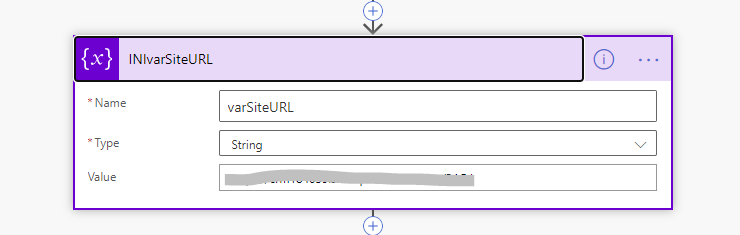 {x} INIvarSiteURL
* Name varSiteURL
* Type String
Value